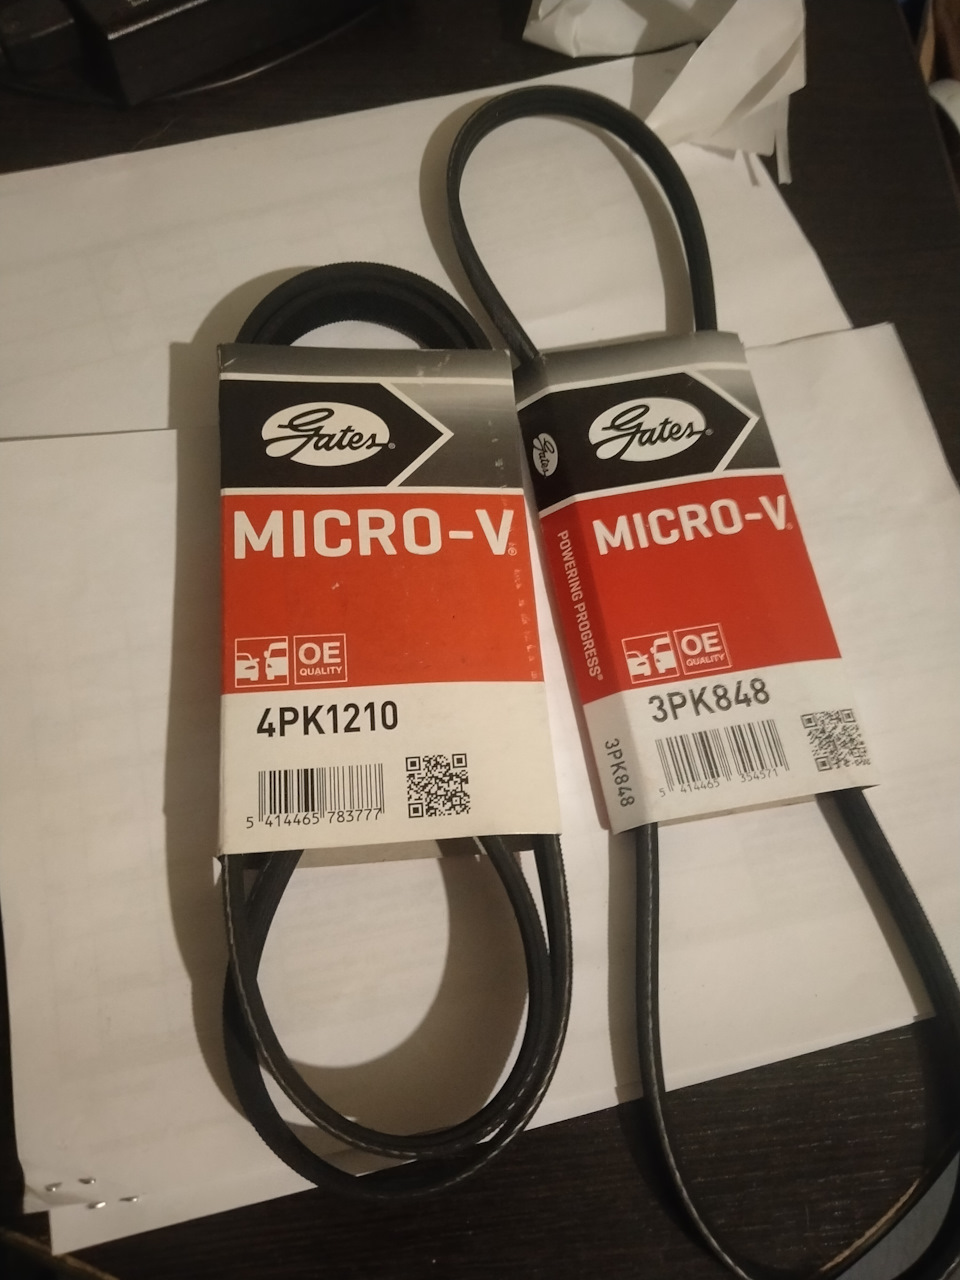 Gates®
MICRO-V®
OE
QUALITY
4PK1210
5 414465 783777
Gates
POWERING PROGRESS®
3PK848
Gates®
MICRO-V®
OE
QUALITY
3PK848
5 414465 354571